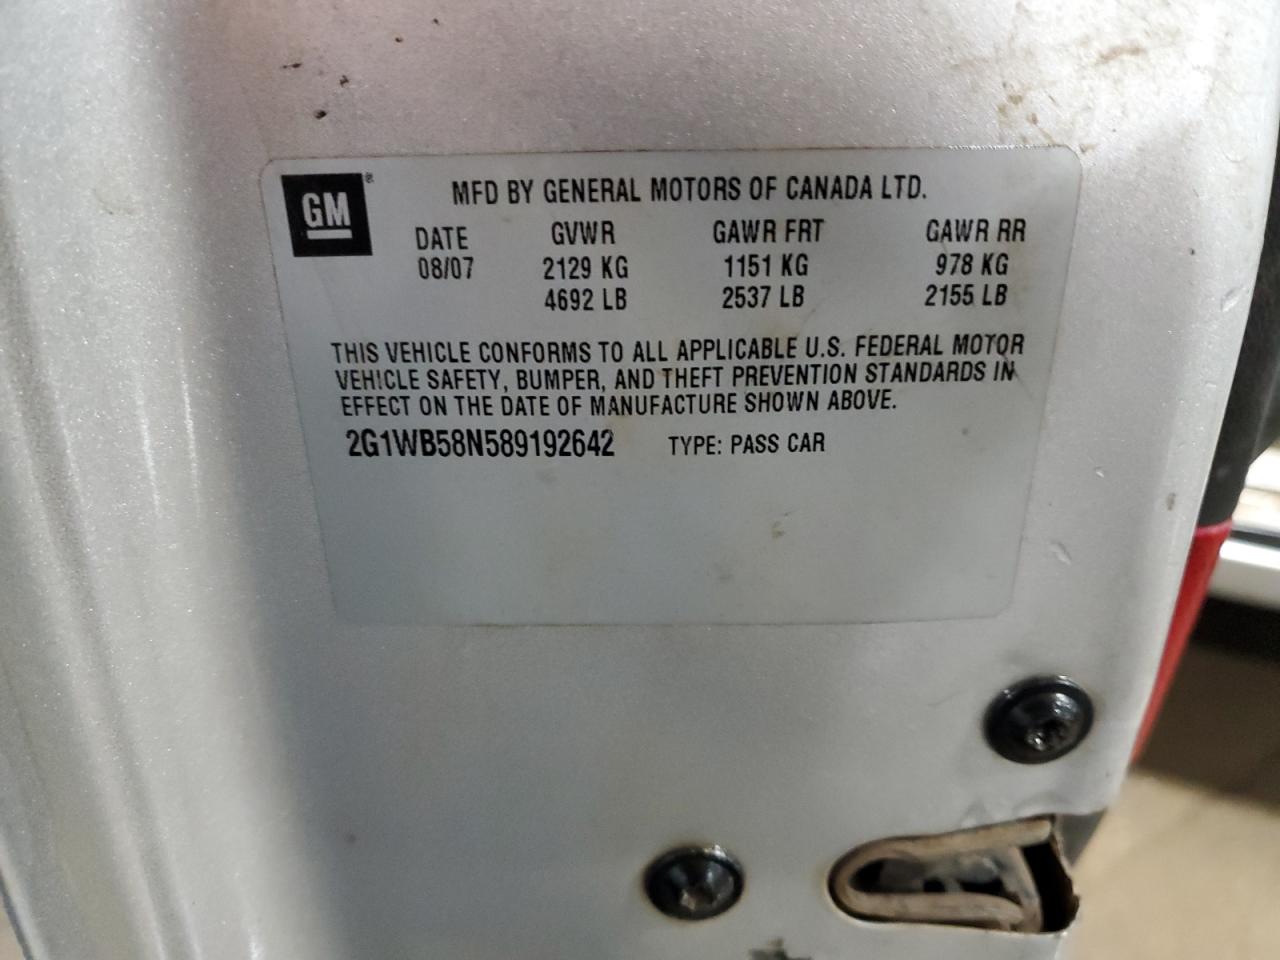 GM ®
MFD BY GENERAL MOTORS OF CANADA LTD.
DATE GVWR GAWR FRT GAWR RR
08/07 2129 KG 1151 KG 978 KG
4692 LB 2537 LB 2155 LB
THIS VEHICLE CONFORMS TO ALL APPLICABLE U.S. FEDERAL MOTOR
VEHICLE SAFETY, BUMPER, AND THEFT PREVENTION STANDARDS IN
EFFECT ON THE DATE OF MANUFACTURE SHOWN ABOVE.
2G1WB58N589192642 TYPE: PASS CAR